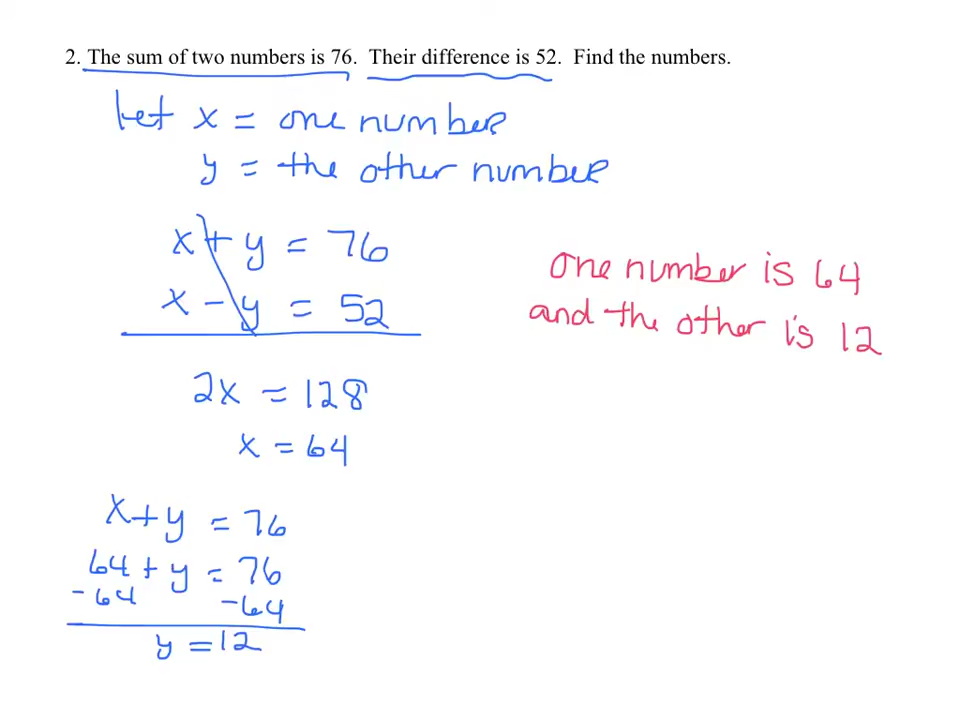 2. The sum of two numbers is 76. Their difference is 52. Find the numbers.
Let x = one number
y = the other number
x + y = 76
x - y = 52
2x = 128
x = 64
x + y = 76
64 + y = 76
-64 -64
y = 12
one number is 64
and the other is 12